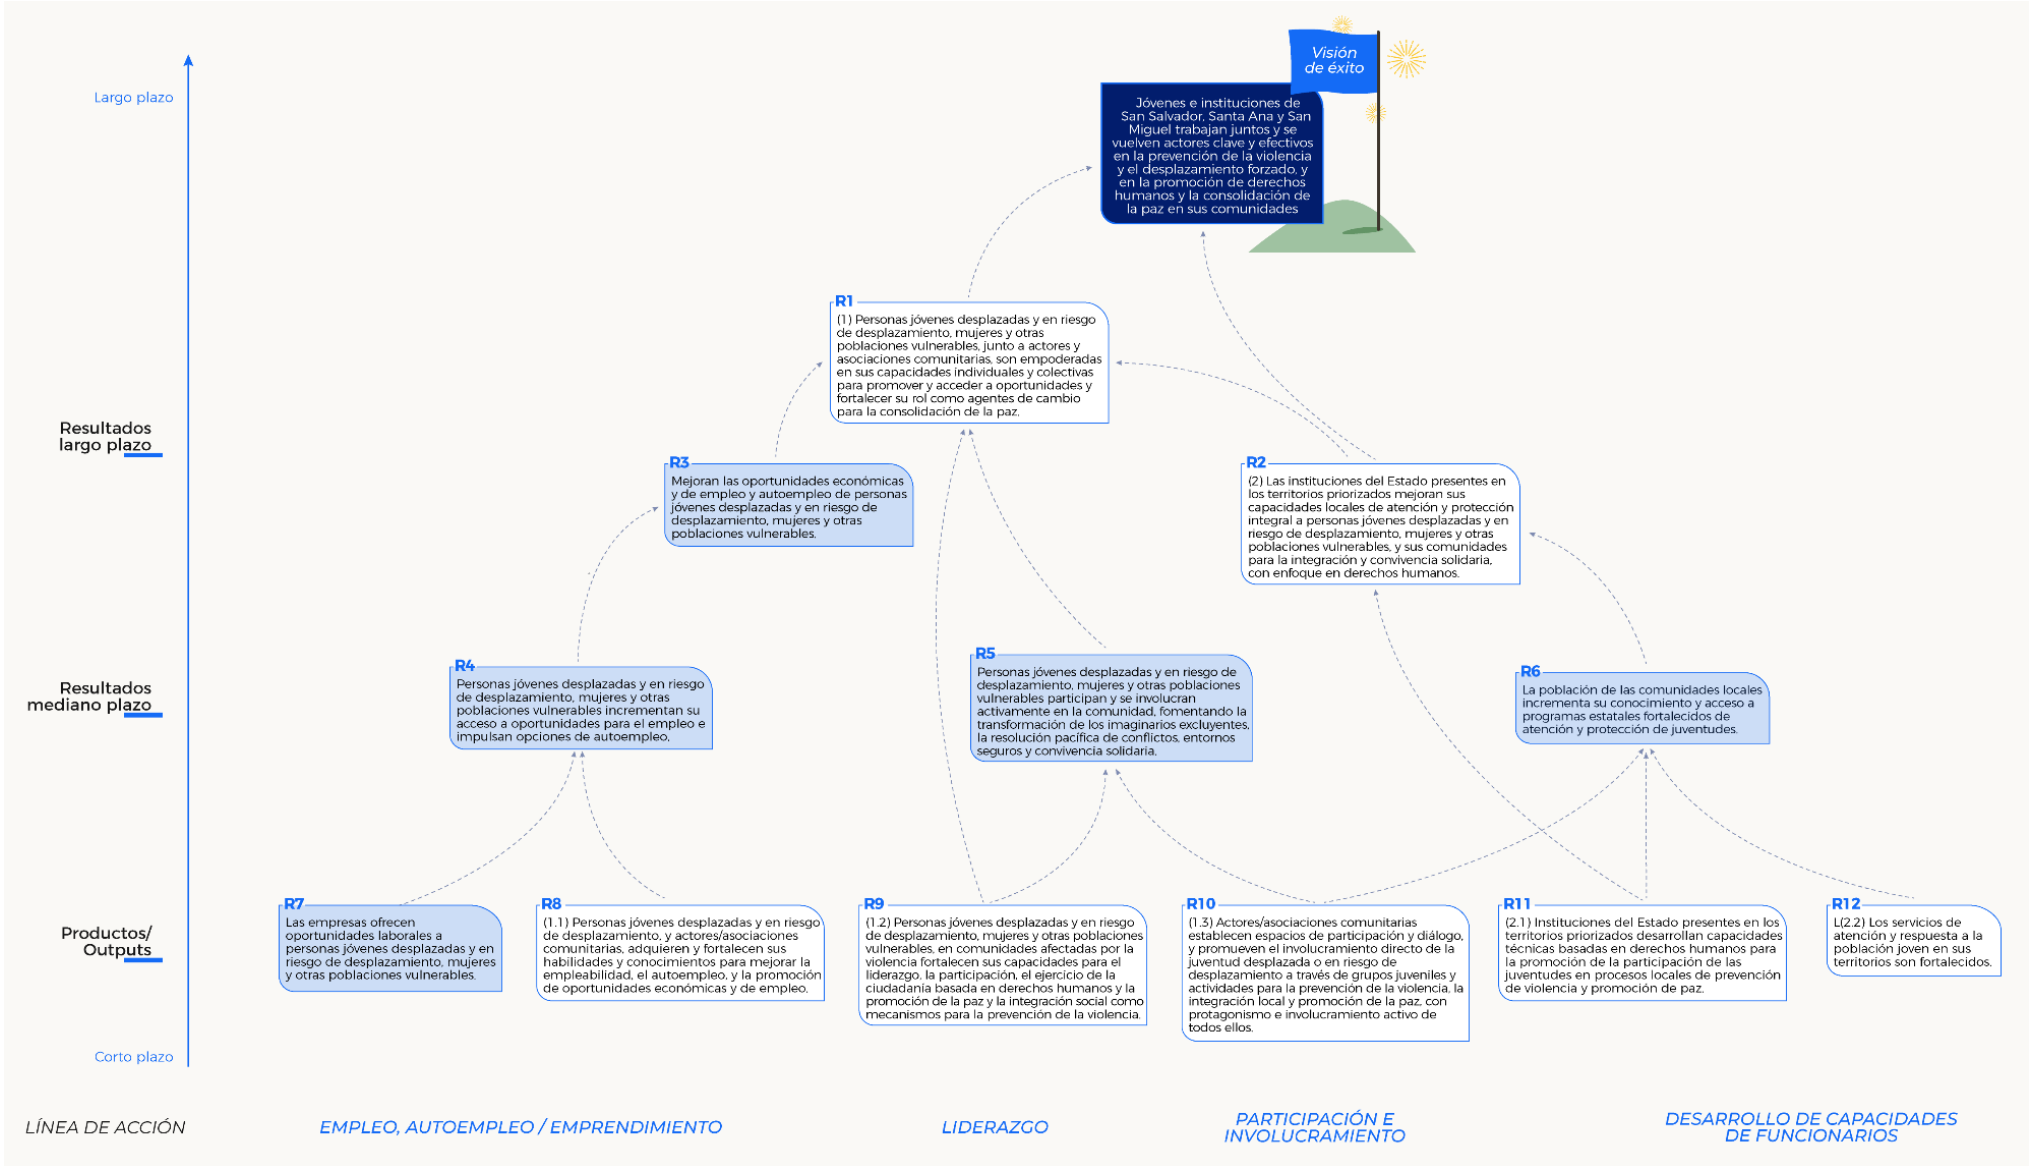 Visión
de éxito
Largo plazo
Jóvenes e instituciones de
San Salvador, Santa Ana y San
Miguel trabajan juntos y se
vuelven actores clave y efectivos
en la prevención de la violencia
y el desplazamiento forzado, y
en la promoción de derechos
humanos y la consolidación de
la paz en sus comunidades
R1
(1) Personas jóvenes desplazadas y en riesgo
de desplazamiento, mujeres y otras
poblaciones vulnerables, junto a actores y
asociaciones comunitarias, son empoderadas
en sus capacidades individuales y colectivas
para promover y acceder a oportunidades y
fortalecer su rol como agentes de cambio
para la consolidación de la paz.
Resultados
largo plazo
R3
Mejoran las oportunidades económicas
y de empleo y autoempleo de personas
jóvenes desplazadas y en riesgo de
desplazamiento, mujeres y otras
poblaciones vulnerables.
R2
(2) Las instituciones del Estado presentes en
los territorios priorizados mejoran sus
capacidades locales de atención y protección
integral a personas jóvenes desplazadas y en
riesgo de desplazamiento, mujeres y otras
poblaciones vulnerables, y sus comunidades
para la integración y convivencia solidaria,
con enfoque en derechos humanos.
Resultados
mediano plazo
R4
Personas jóvenes desplazadas y en riesgo
de desplazamiento, mujeres y otras
poblaciones vulnerables incrementan su
acceso a oportunidades para el empleo e
impulsan opciones de autoempleo.
R5
Personas jóvenes desplazadas y en riesgo de
desplazamiento, mujeres y otras poblaciones
vulnerables participan y se involucran
activamente en la comunidad, fomentando la
transformación de los imaginarios excluyentes,
la resolución pacífica de conflictos, entornos
seguros y convivencia solidaria.
R6
La población de las comunidades locales
incrementa su conocimiento y acceso a
programas estatales fortalecidos de
atención y protección de juventudes.
Productos/
Outputs
R7
Las empresas ofrecen
oportunidades laborales a
personas jóvenes desplazadas y en
riesgo de desplazamiento, mujeres
y otras poblaciones vulnerables.
R8
(1.1) Personas jóvenes desplazadas y en riesgo
de desplazamiento, y actores/asociaciones
comunitarias, adquieren y fortalecen sus
habilidades y conocimientos para mejorar la
empleabilidad, el autoempleo, y la promoción
de oportunidades económicas y de empleo.
R9
(1.2) Personas jóvenes desplazadas y en riesgo
de desplazamiento, mujeres y otras poblaciones
vulnerables, en comunidades afectadas por la
violencia fortalecen sus capacidades para el
liderazgo, la participación, el ejercicio de la
ciudadanía basada en derechos humanos y la
promoción de la paz y la integración social como
mecanismos para la prevención de la violencia.
R10
(1.3) Actores/asociaciones comunitarias
establecen espacios de participación y diálogo,
y promueven el involucramiento directo de la
juventud desplazada o en riesgo de
desplazamiento a través de grupos juveniles y
actividades para la prevención de la violencia, la
integración local y promoción de la paz, con
protagonismo e involucramiento activo de
todos ellos.
R11
(2.1) Instituciones del Estado presentes en los
territorios priorizados desarrollan capacidades
técnicas basadas en derechos humanos para
la promoción de la participación de las
juventudes en procesos locales de prevención
de violencia y promoción de paz.
R12
L(2.2) Los servicios de
atención y respuesta a la
población joven en sus
territorios son fortalecidos.
Corto plazo
LÍNEA DE ACCIÓN
EMPLEO, AUTOEMPLEO / EMPRENDIMIENTO
LIDERAZGO
PARTICIPACIÓN E
INVOLUCRAMIENTO
DESARROLLO DE CAPACIDADES
DE FUNCIONARIOS